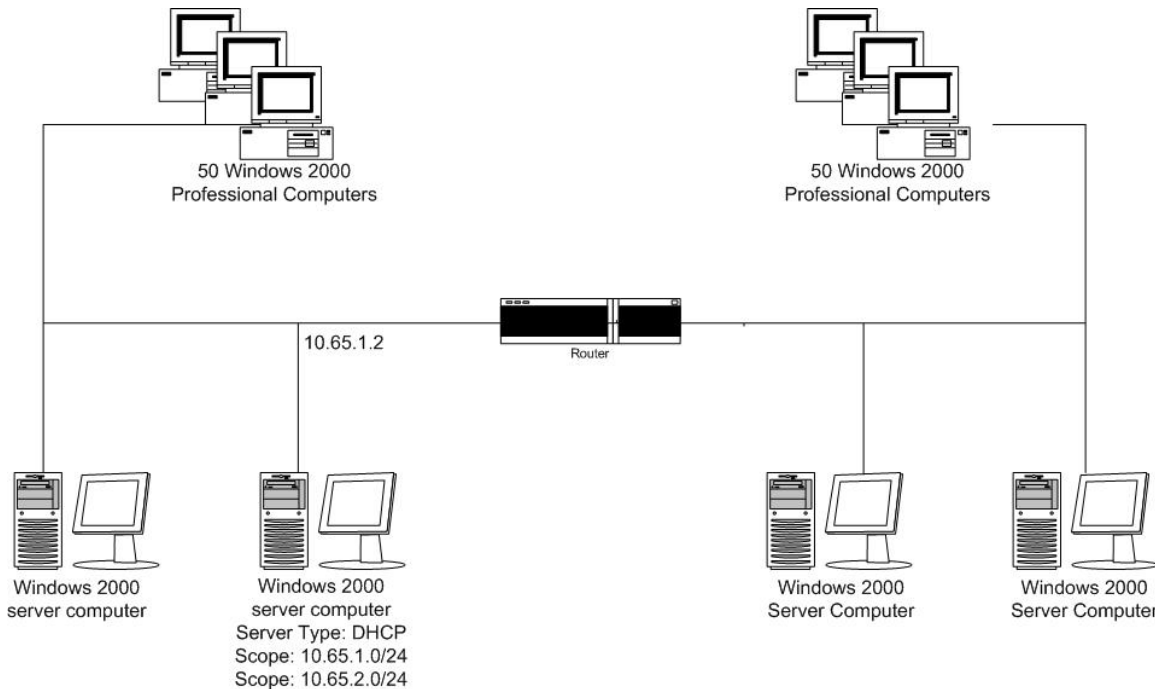 50 Windows 2000
Professional Computers
50 Windows 2000
Professional Computers
10.65.1.2
Router
Windows 2000
server computer
Windows 2000
server computer
Server Type: DHCP
Scope: 10.65.1.0/24
Scope: 10.65.2.0/24
Windows 2000
Server Computer
Windows 2000
Server Computer